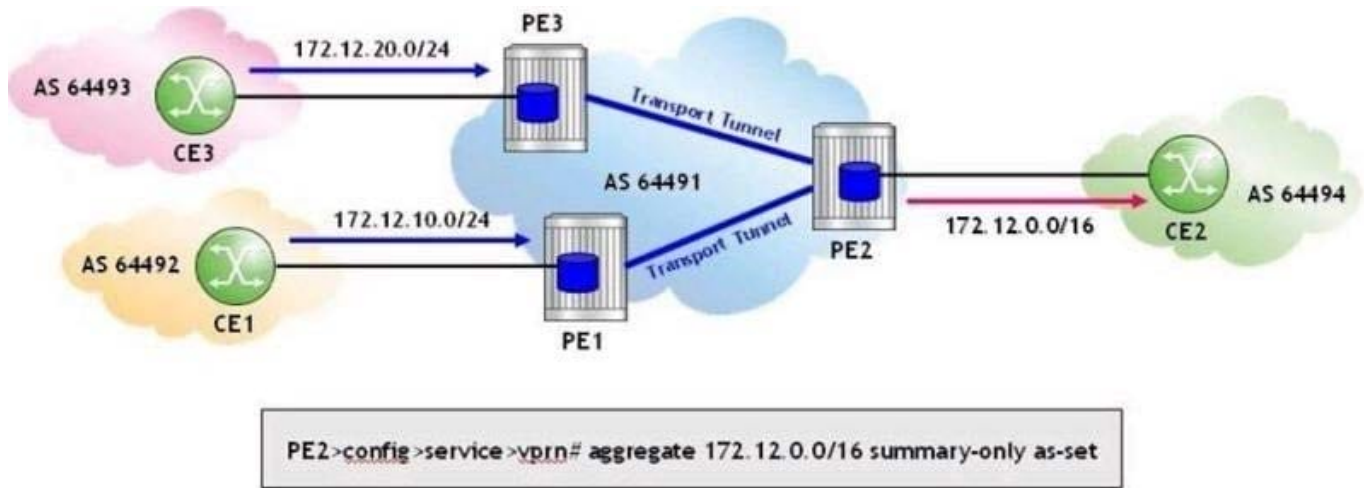 PE3
172.12.20.0/24
AS 64493
CE3
Transport Tunnel
AS 64491
172.12.10.0/24
AS 64492
CE1
Transport Tunnel
PE1
PE2
172.12.0.0/16
CE2
AS 64494
PE2>config>service>vprn# aggregate 172.12.0.0/16 summary-only as-set